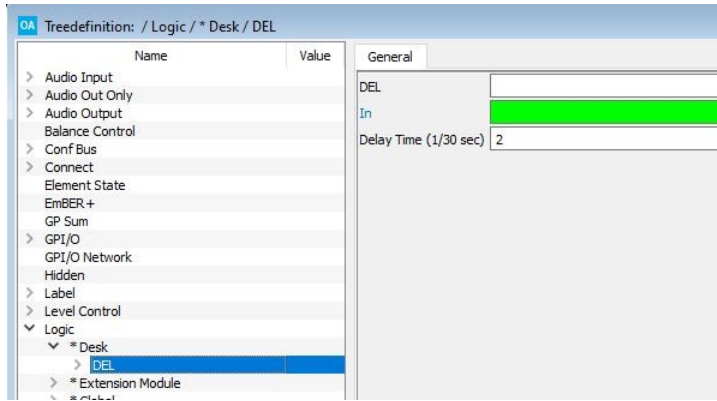 OA Treedefinition: / Logic / * Desk / DEL
Name Value
Audio Input
Audio Out Only
Audio Output
Balance Control
Conf Bus
Connect
Element State
EmBER+
GP Sum
GPI/O
GPI/O Network
Hidden
Label
Level Control
Logic
* Desk
DEL
* Extension Module
* Global
General
DEL
In
Delay Time (1/30 sec) 2